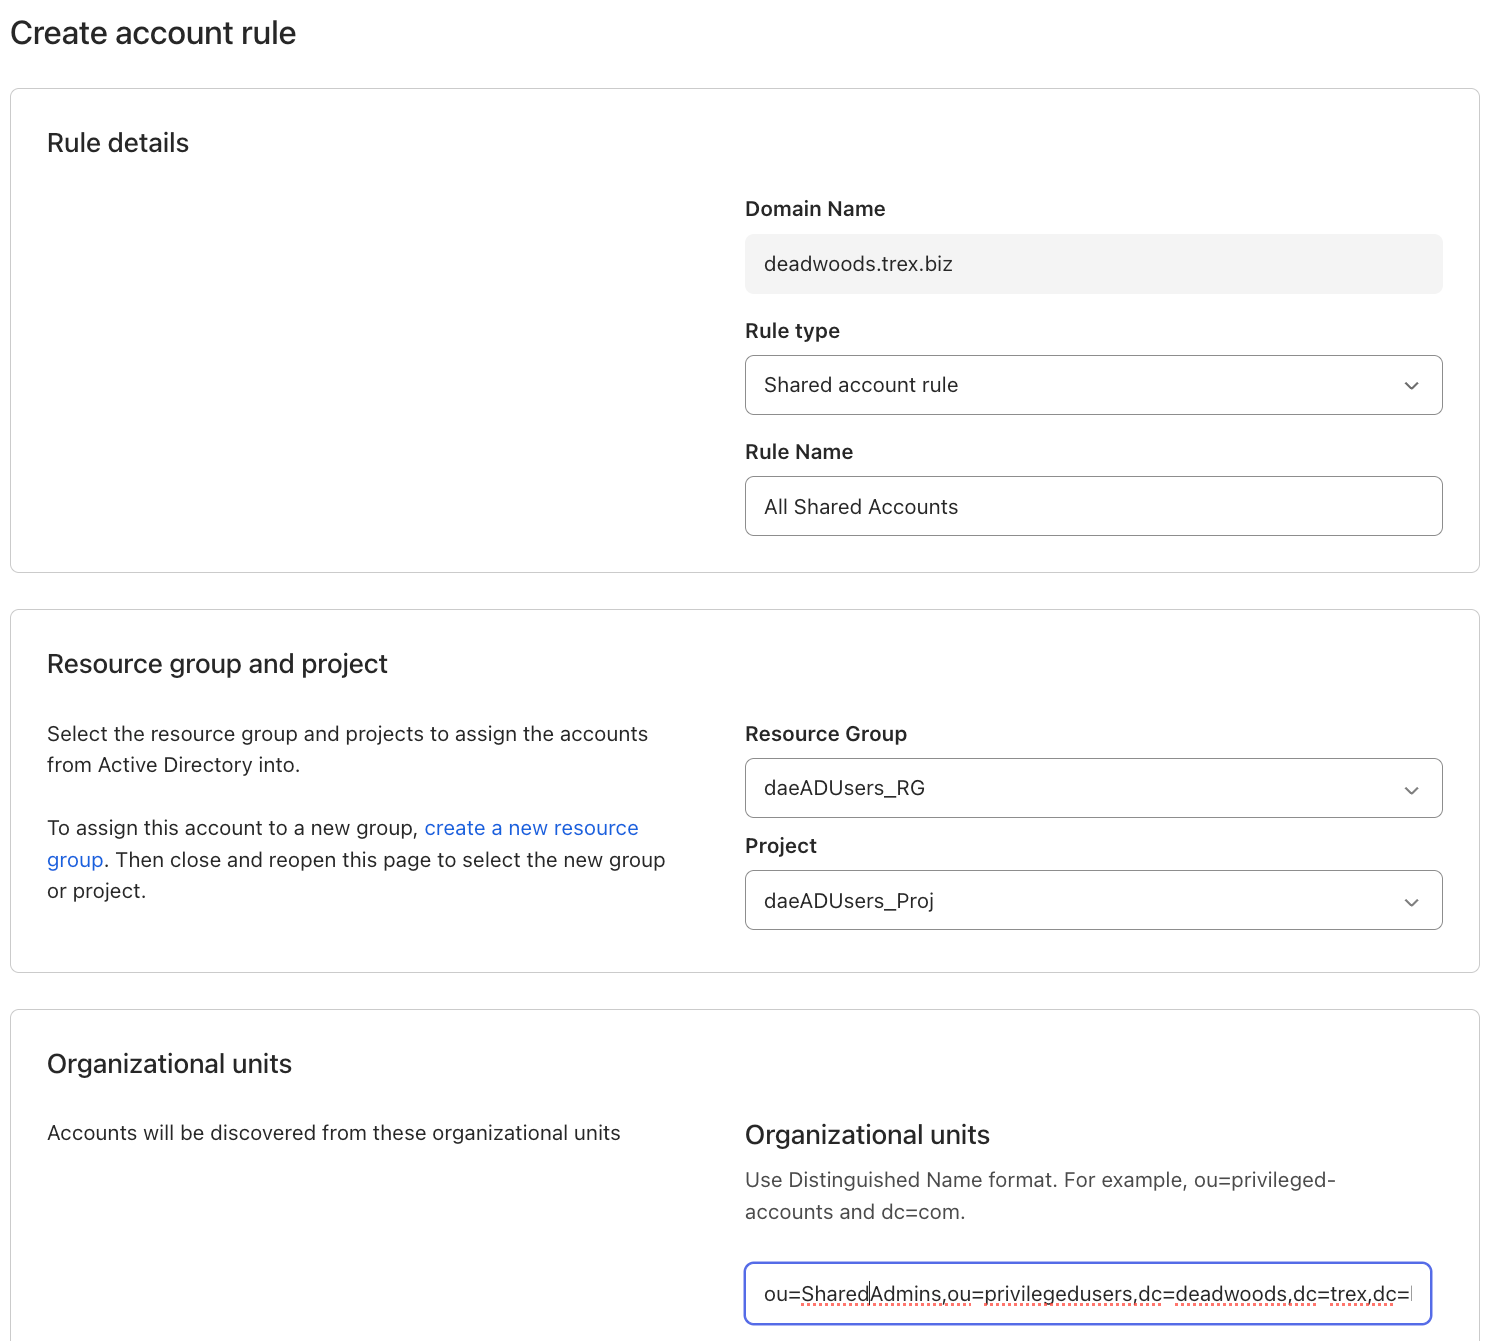 Create account rule
Rule details
Domain Name
deadwoods.trex.biz
Rule type
Shared account rule
Rule Name
All Shared Accounts
Resource group and project
Select the resource group and projects to assign the accounts
from Active Directory into.
To assign this account to a new group, create a new resource
group. Then close and reopen this page to select the new group
or project.
Resource Group
daeADUsers_RG
Project
daeADUsers_Proj
Organizational units
Accounts will be discovered from these organizational units
Organizational units
Use Distinguished Name format. For example, ou=privileged-
accounts and dc=com.
ou=SharedAdmins,ou=privilegedusers,dc=deadwoods,dc=trex,dc=